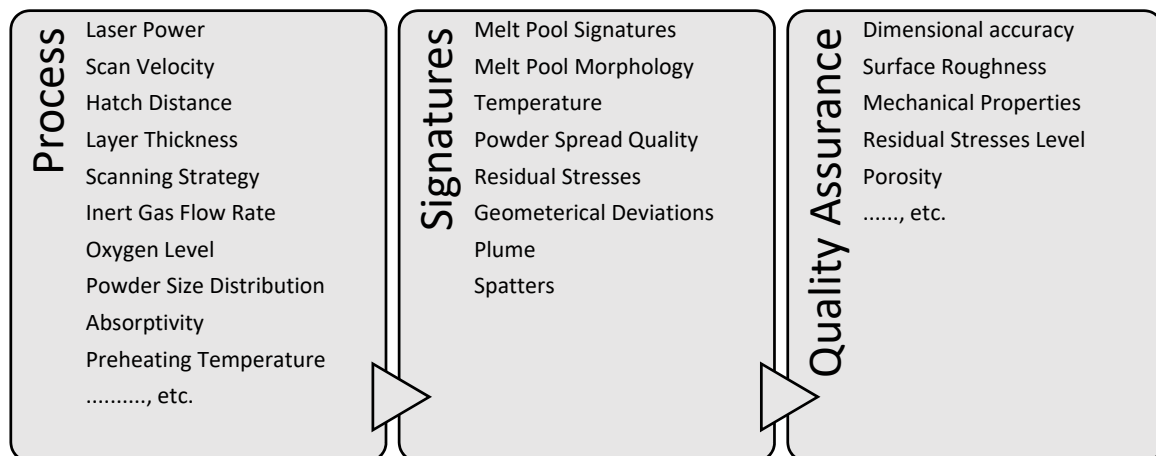 Process
Laser Power
Scan Velocity
Hatch Distance
Layer Thickness
Scanning Strategy
Inert Gas Flow Rate
Oxygen Level
Powder Size Distribution
Absorptivity
Preheating Temperature
.........., etc.
Signatures
Melt Pool Signatures
Melt Pool Morphology
Temperature
Powder Spread Quality
Residual Stresses
Geometerical Deviations
Plume
Spatters
Quality Assurance
Dimensional accuracy
Surface Roughness
Mechanical Properties
Residual Stresses Level
Porosity
......, etc.